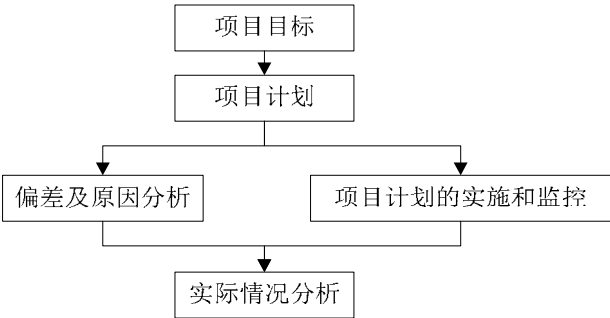 项目目标
项目计划
偏差及原因分析
项目计划的实施和监控
实际情况分析